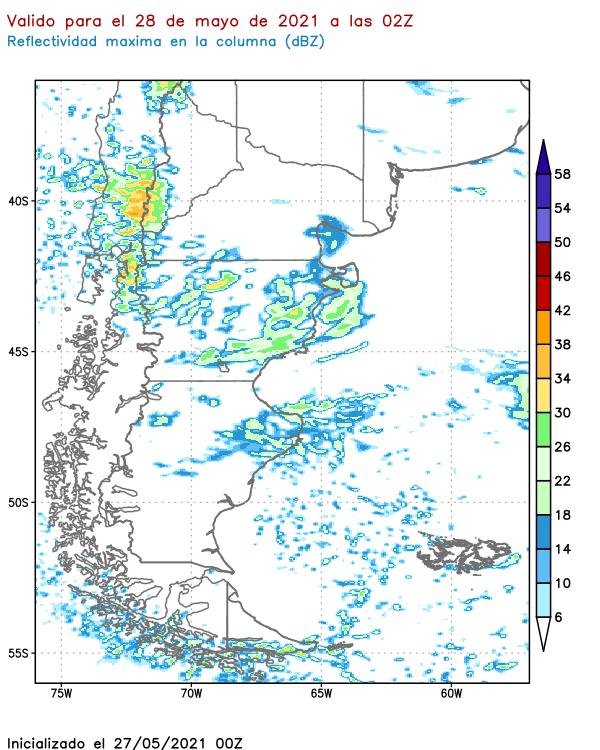 Valido para el 28 de mayo de 2021 a las 02Z
Reflectividad maxima en la columna (dBZ)
58
54
50
46
42
38
34
30
26
22
18
14
10
6
40S
45S
50S
55S
75W
70W
65W
60W
Inicializado el 27/05/2021 00Z